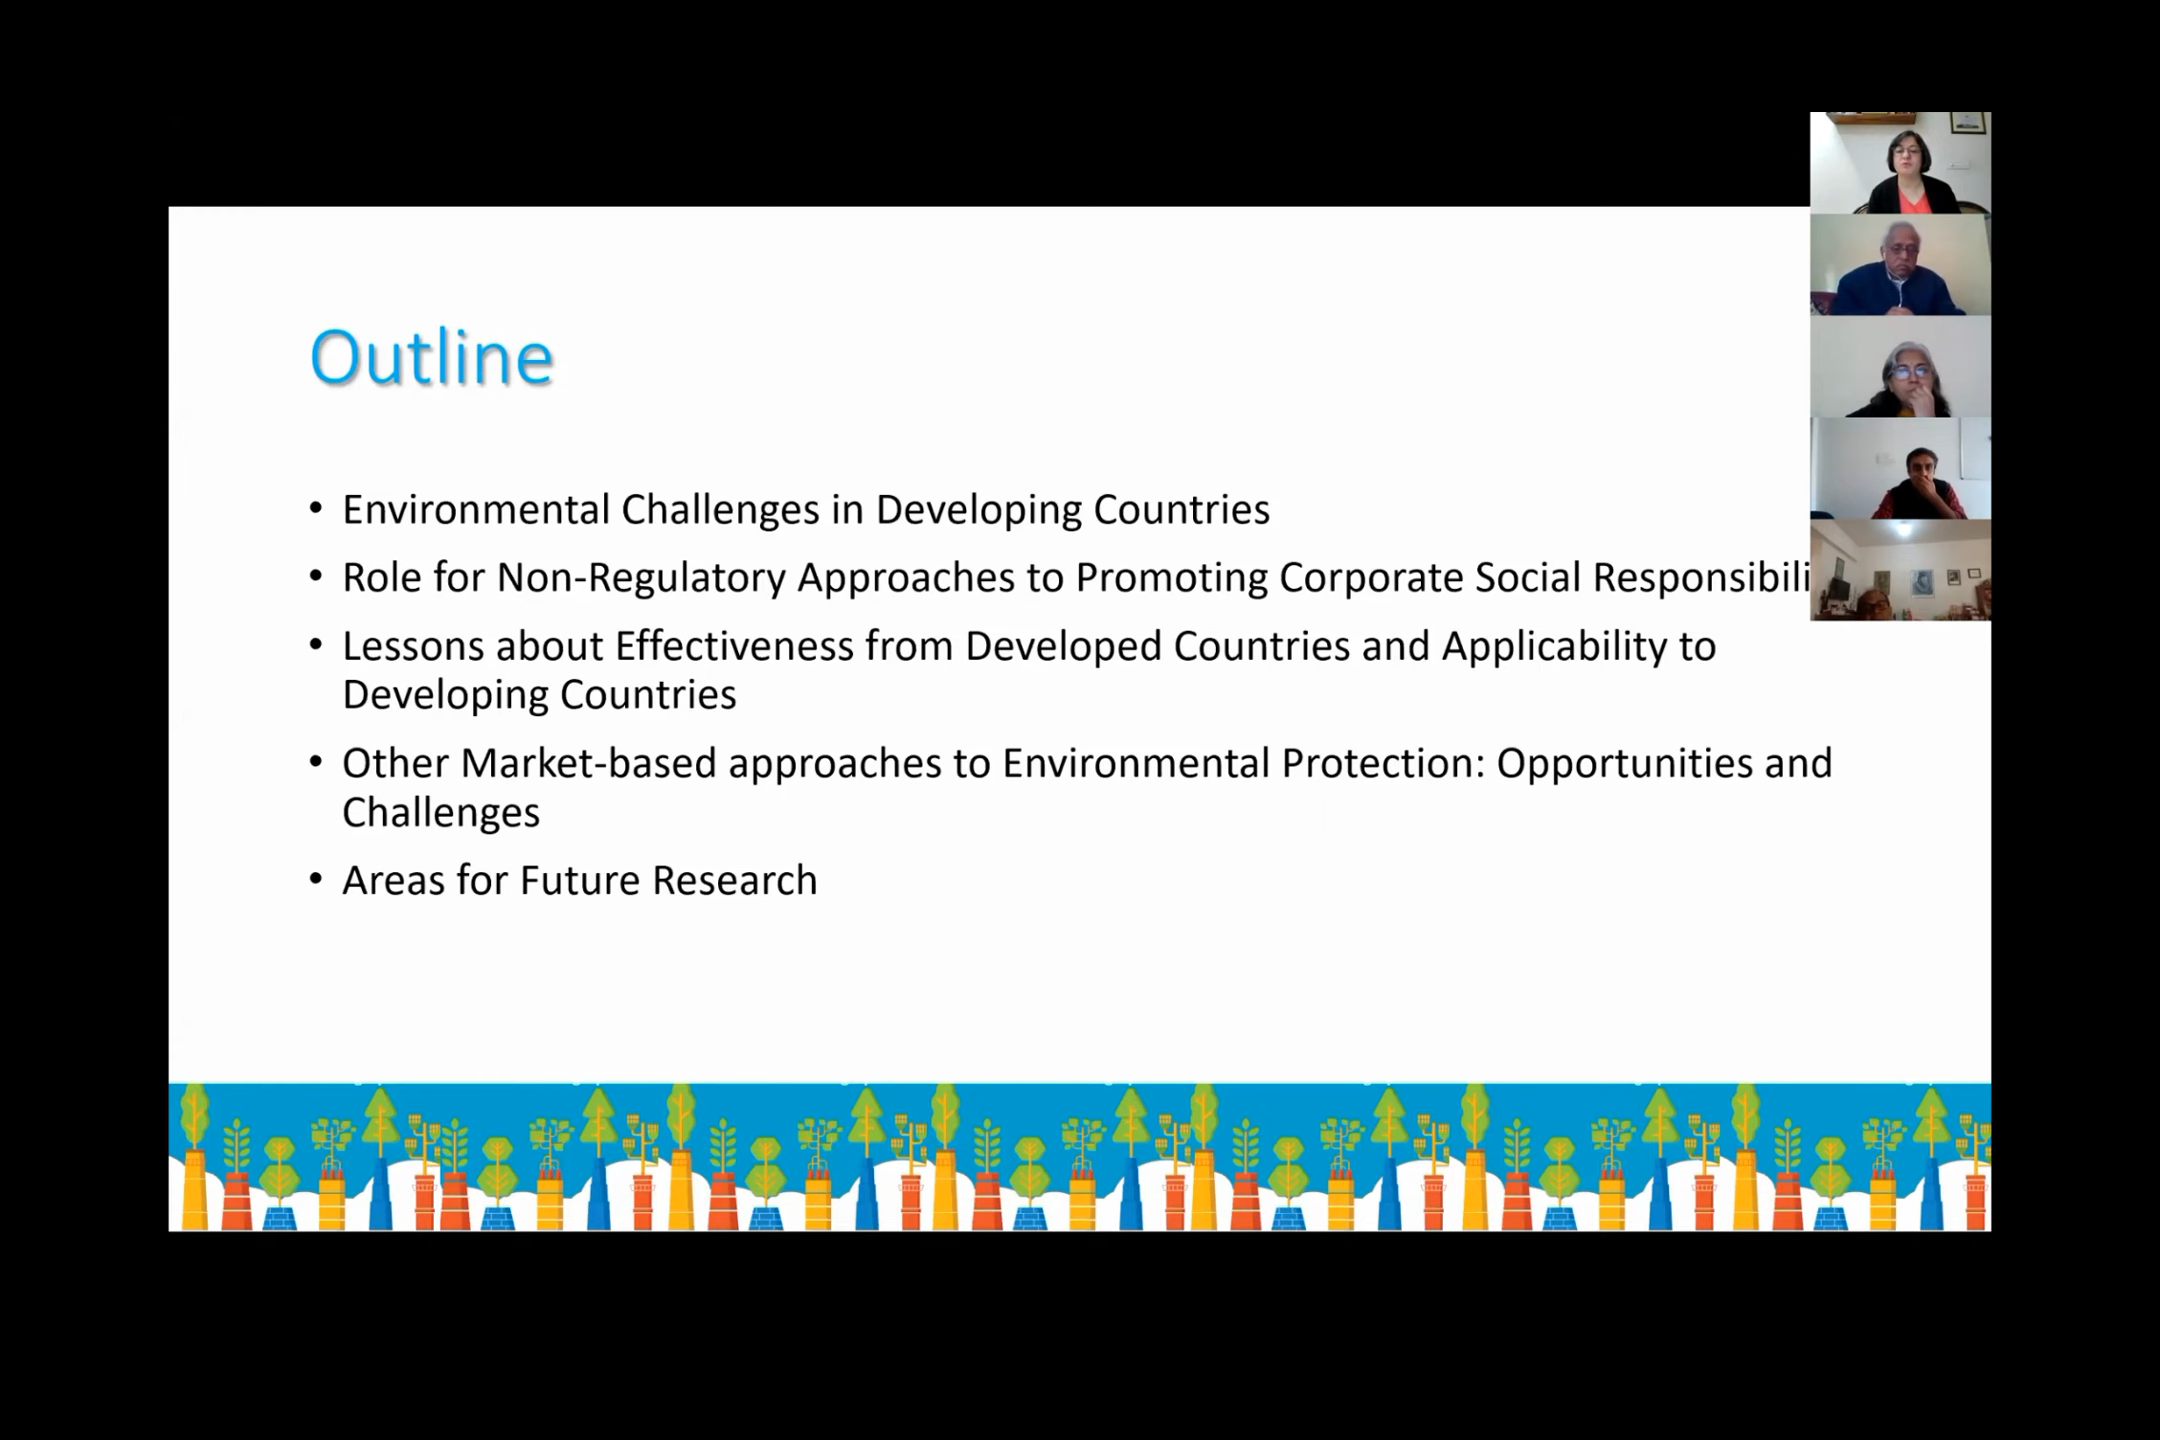 Outline
• Environmental Challenges in Developing Countries
• Role for Non-Regulatory Approaches to Promoting Corporate Social Responsibili
• Lessons about Effectiveness from Developed Countries and Applicability to
Developing Countries
• Other Market-based approaches to Environmental Protection: Opportunities and
Challenges
• Areas for Future Research